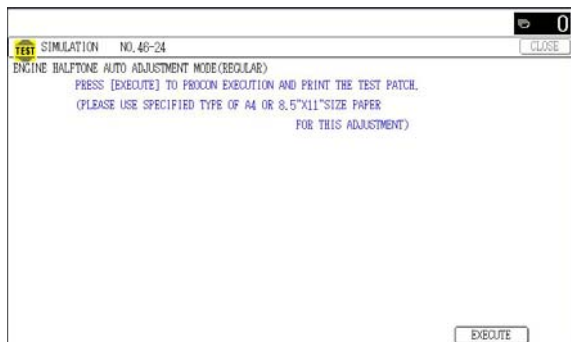 0
TEST SIMULATION NO.46-24 CLOSE
ENGINE HALFTONE AUTO ADJUSTMENT MODE(REGULAR)
PRESS [EXECUTE] TO PROCON EXECUTION AND PRINT THE TEST PATCH.
(PLEASE USE SPECIFIED TYPE OF A4 OR 8.5"X11"SIZE PAPER
FOR THIS ADJUSTMENT)
EXECUTE